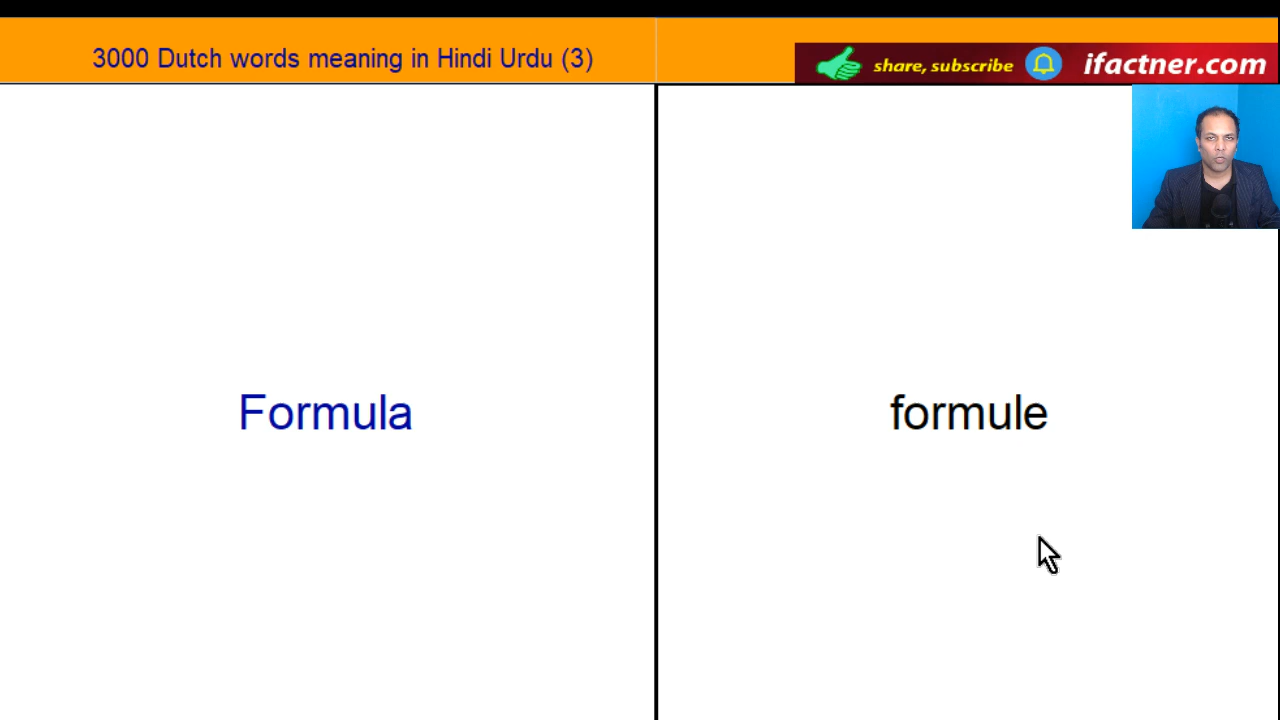 3000 Dutch words meaning in Hindi Urdu (3)
share, subscribe
ifactner.com
Formula
formule